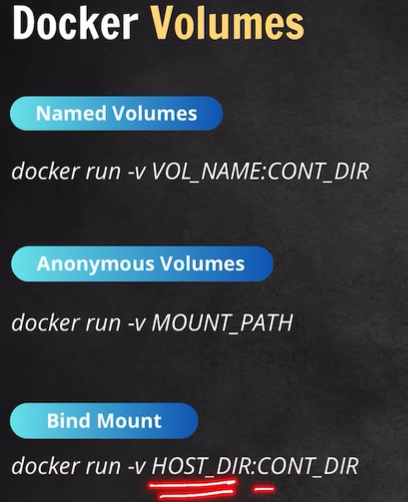 Docker Volumes
Named Volumes
docker run -v VOL_NAME:CONT_DIR
Anonymous Volumes
docker run -v MOUNT_PATH
Bind Mount
docker run -v HOST_DIR:CONT_DIR